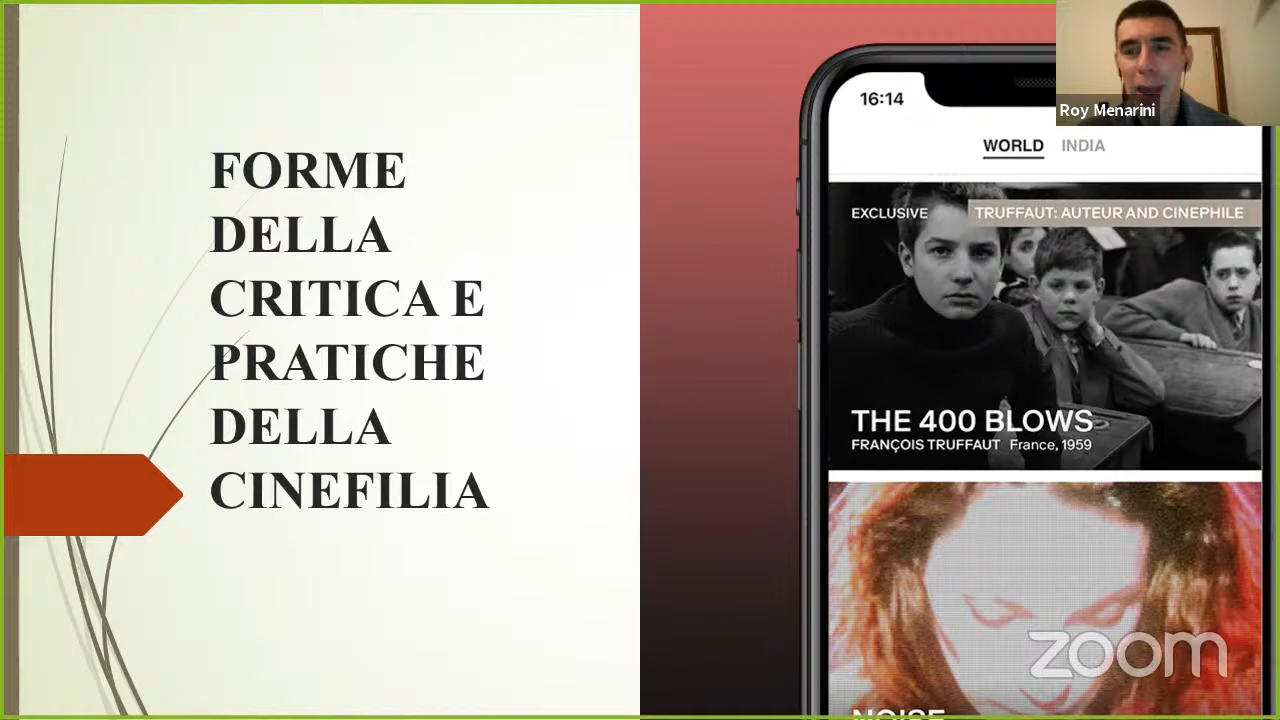 FORME
DELLA
CRITICA E
PRATICHE
DELLA
CINEFILIA
16:14
WORLD INDIA
EXCLUSIVE TRUFFAUT: AUTEUR AND CINEPHILE
THE 400 BLOWS
FRANÇOIS TRUFFAUT France, 1959
NOISE
Roy Menarini
zoom